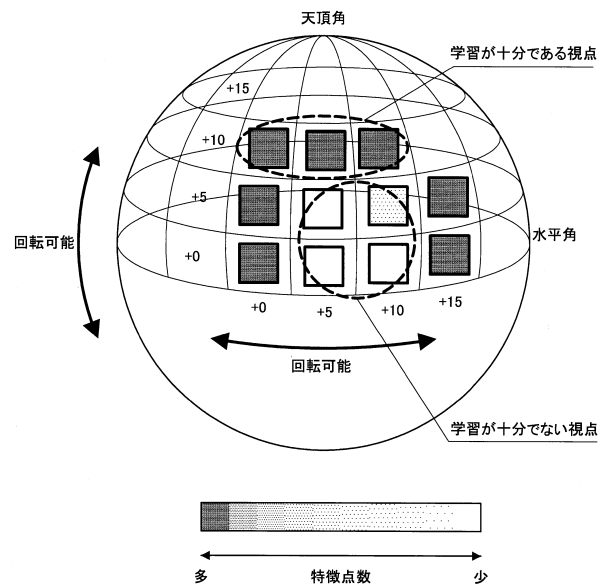 天頂角
学習が十分である視点
+15
+10
+5
+0
回転可能
水平角
+0
+5
+10
+15
回転可能
学習が十分でない視点
多
特徴点数
少